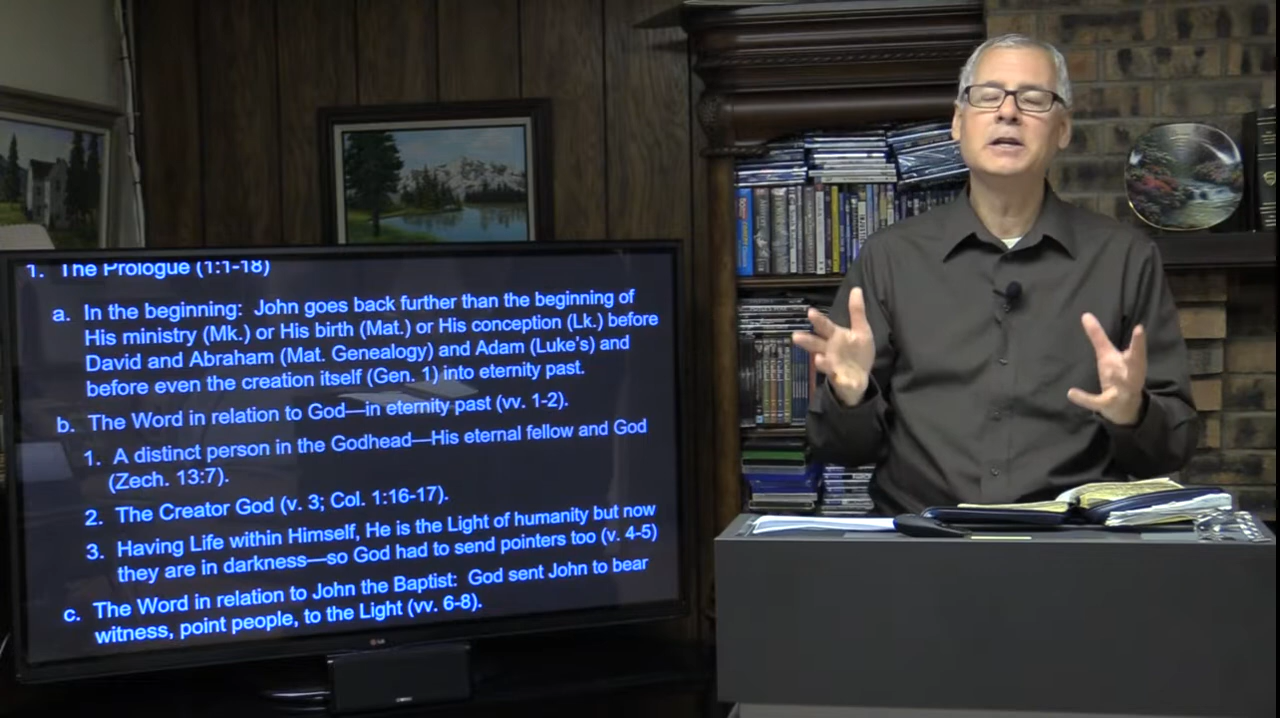 1. The Prologue (1:1-18)
a. In the beginning: John goes back further than the beginning of
His ministry (Mk.) or His birth (Mat.) or His conception (Lk.) before
David and Abraham (Mat. Genealogy) and Adam (Luke's) and
before even the creation itself (Gen. 1) into eternity past.
b. The Word in relation to God—in eternity past (vv. 1-2).
1. A distinct person in the Godhead—His eternal fellow and God
(Zech. 13:7).
2. The Creator God (v. 3; Col. 1:16-17).
3. Having Life within Himself, He is the Light of humanity but now
they are in darkness—so God had to send pointers too (v. 4-5)
c. The Word in relation to John the Baptist: God sent John to bear
witness, point people, to the Light (vv. 6-8).
LG